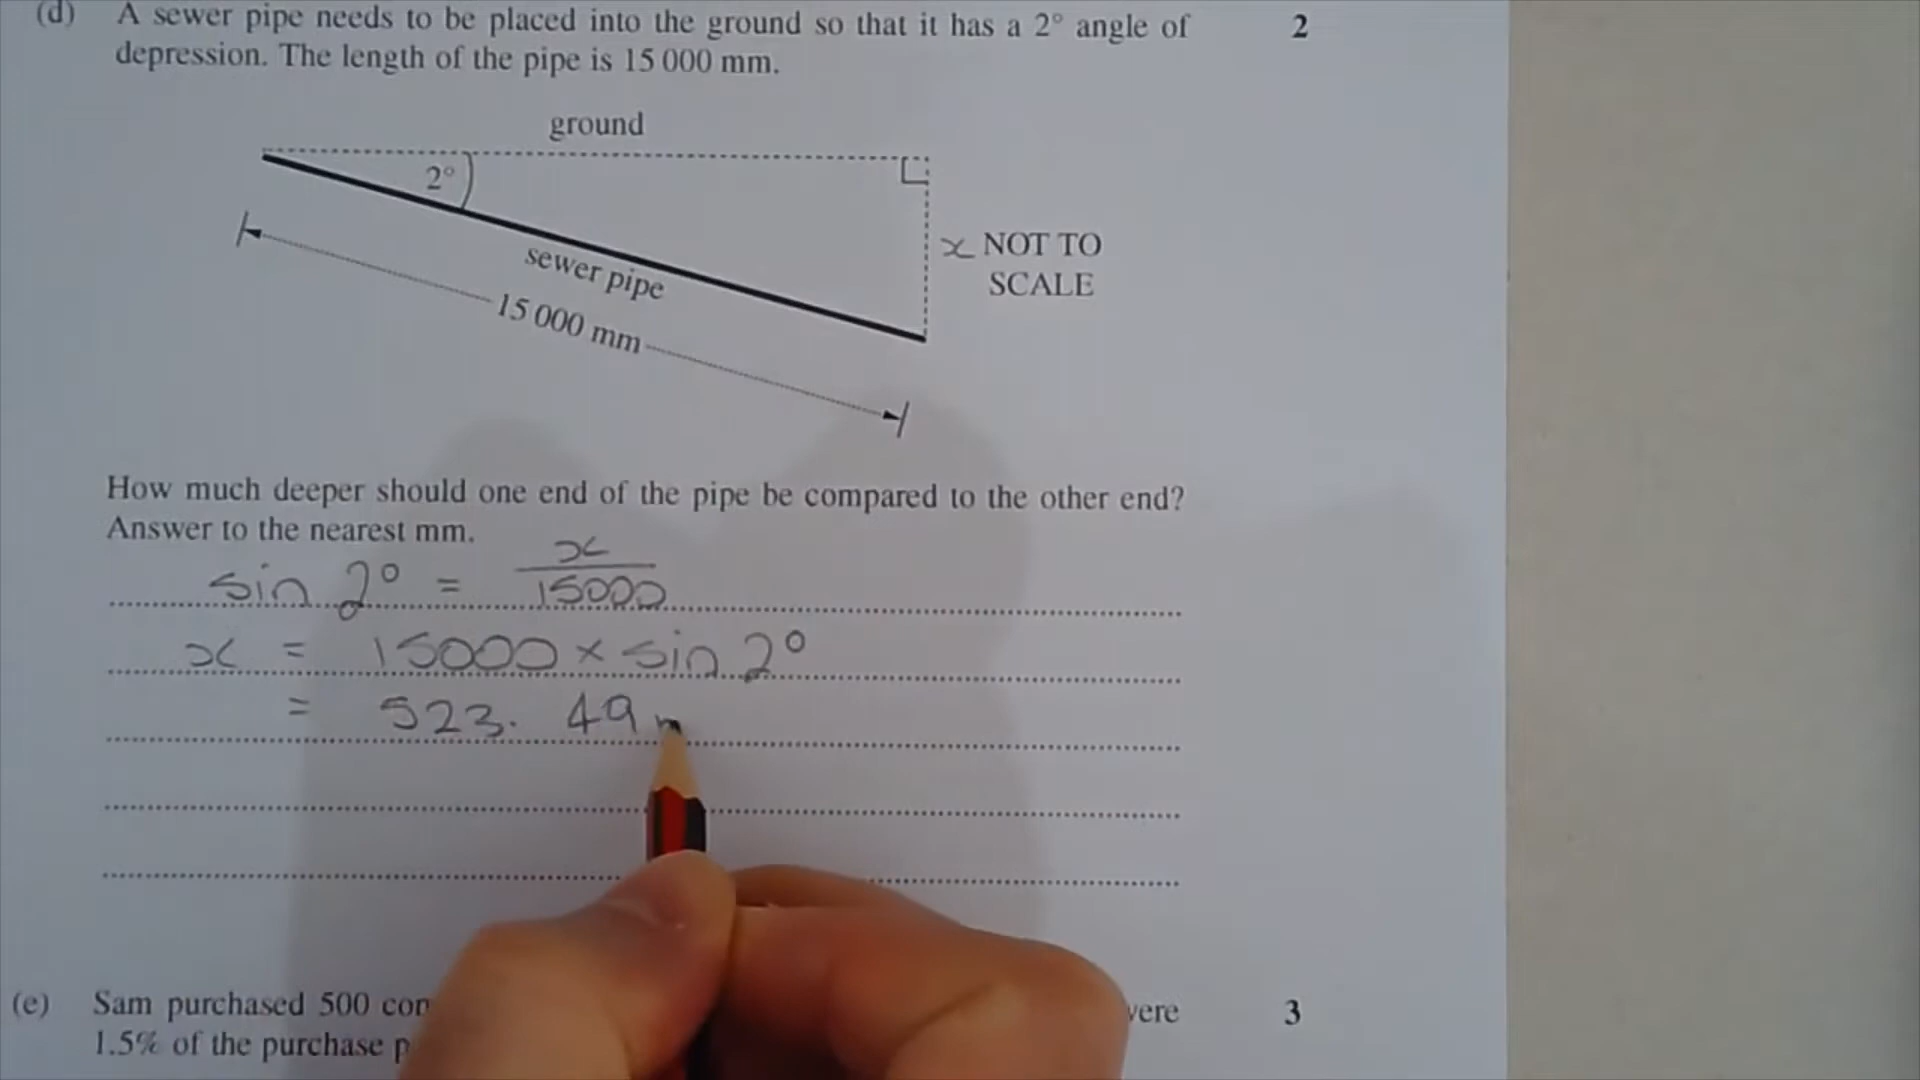 (d) A sewer pipe needs to be placed into the ground so that it has a 2° angle of 2
depression. The length of the pipe is 15 000 mm.
ground
2°
x NOT TO
SCALE
sewer pipe
15 000 mm
How much deeper should one end of the pipe be compared to the other end?
Answer to the nearest mm.
sin 2° = x/15000
x = 15000 × sin 2°
= 523. 49
(e) Sam purchased 500 3
1.5% of the purchase